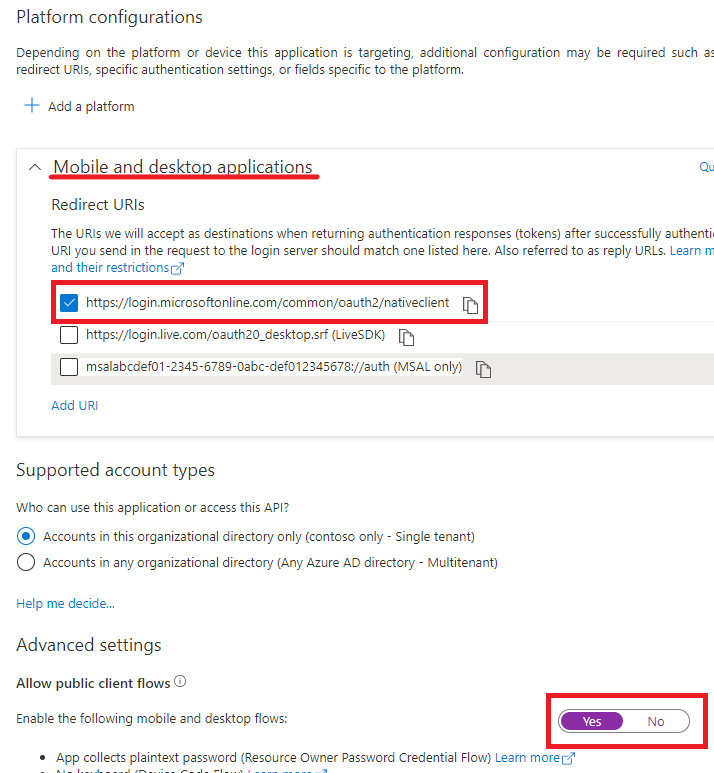 Platform configurations
Depending on the platform or device this application is targeting, additional configuration may be required such as
redirect URIs, specific authentication settings, or fields specific to the platform.
Add a platform
Mobile and desktop applications
Qu
Redirect URIs
The URIs we will accept as destinations when returning authentication responses (tokens) after successfully authenti
URI you send in the request to the login server should match one listed here. Also referred to as reply URLs. Learn m
and their restrictions
https://login.microsoftonline.com/common/oauth2/nativeclient
https://login.live.com/oauth20_desktop.srf (LiveSDK)
msalabcdef01-2345-6789-0abc-def012345678://auth (MSAL only)
Add URI
Supported account types
Who can use this application or access this API?
Accounts in this organizational directory only (contoso only - Single tenant)
Accounts in any organizational directory (Any Azure AD directory - Multitenant)
Help me decide...
Advanced settings
Allow public client flows
Enable the following mobile and desktop flows:
Yes No
• App collects plaintext password (Resource Owner Password Credential Flow) Learn more
• No keyboard (Device Code Flow) Learn more